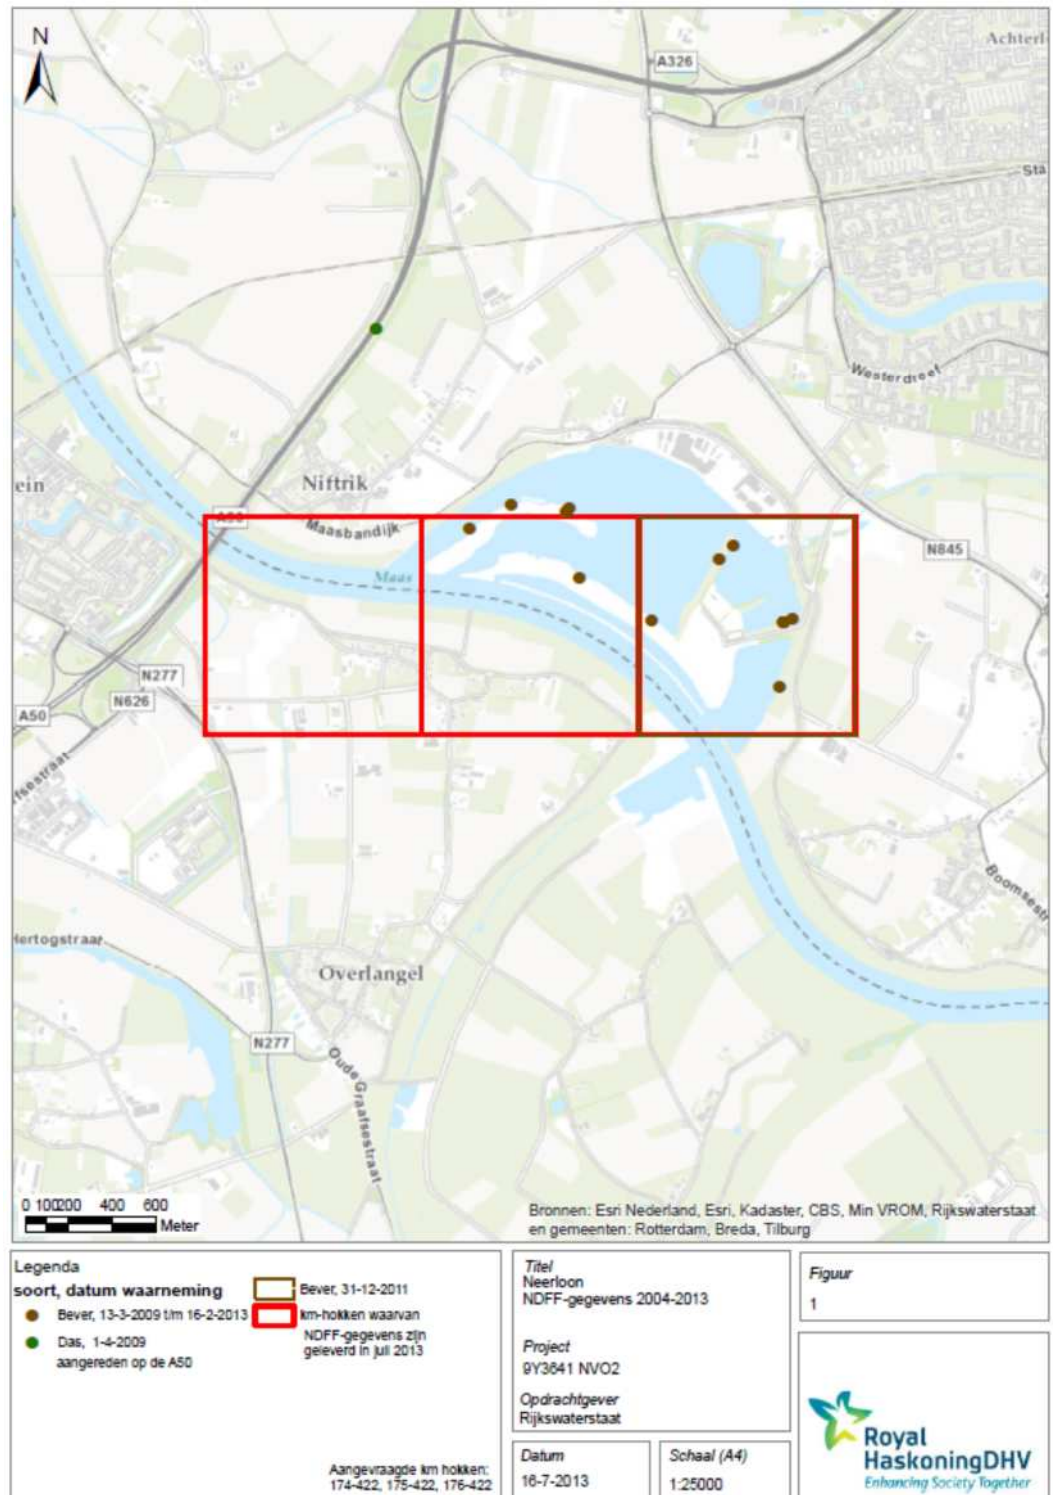 N
A326
Achterl
Sta
Westerdreef
ein
Niftrik
A50
Maasbandijk
N845
Maas
N277
N626
A50
rfsestraat
Boomsestr
Hertogstraat
Overlangel
N277
Oude Graafsestraat
0 100200 400 600
Meter
Bronnen: Esri Nederland, Esri, Kadaster, CBS, Min VROM, Rijkswaterstaat
en gemeenten: Rotterdam, Breda, Tilburg
Legenda
soort, datum waarneming
Bever, 13-3-2009 t/m 16-2-2013
Das, 1-4-2009
aangereden op de A50
Bever, 31-12-2011
km-hokken waarvan
NDFF-gegevens zijn
geleverd in juli 2013
Aangevraagde km hokken:
174-422, 175-422, 176-422
Titel
Neerloon
NDFF-gegevens 2004-2013
Project
9Y3641 NVO2
Opdrachtgever
Rijkswaterstaat
Datum
16-7-2013
Schaal (A4)
1:25000
Figuur
1
Royal
HaskoningDHV
Enhancing Society Together